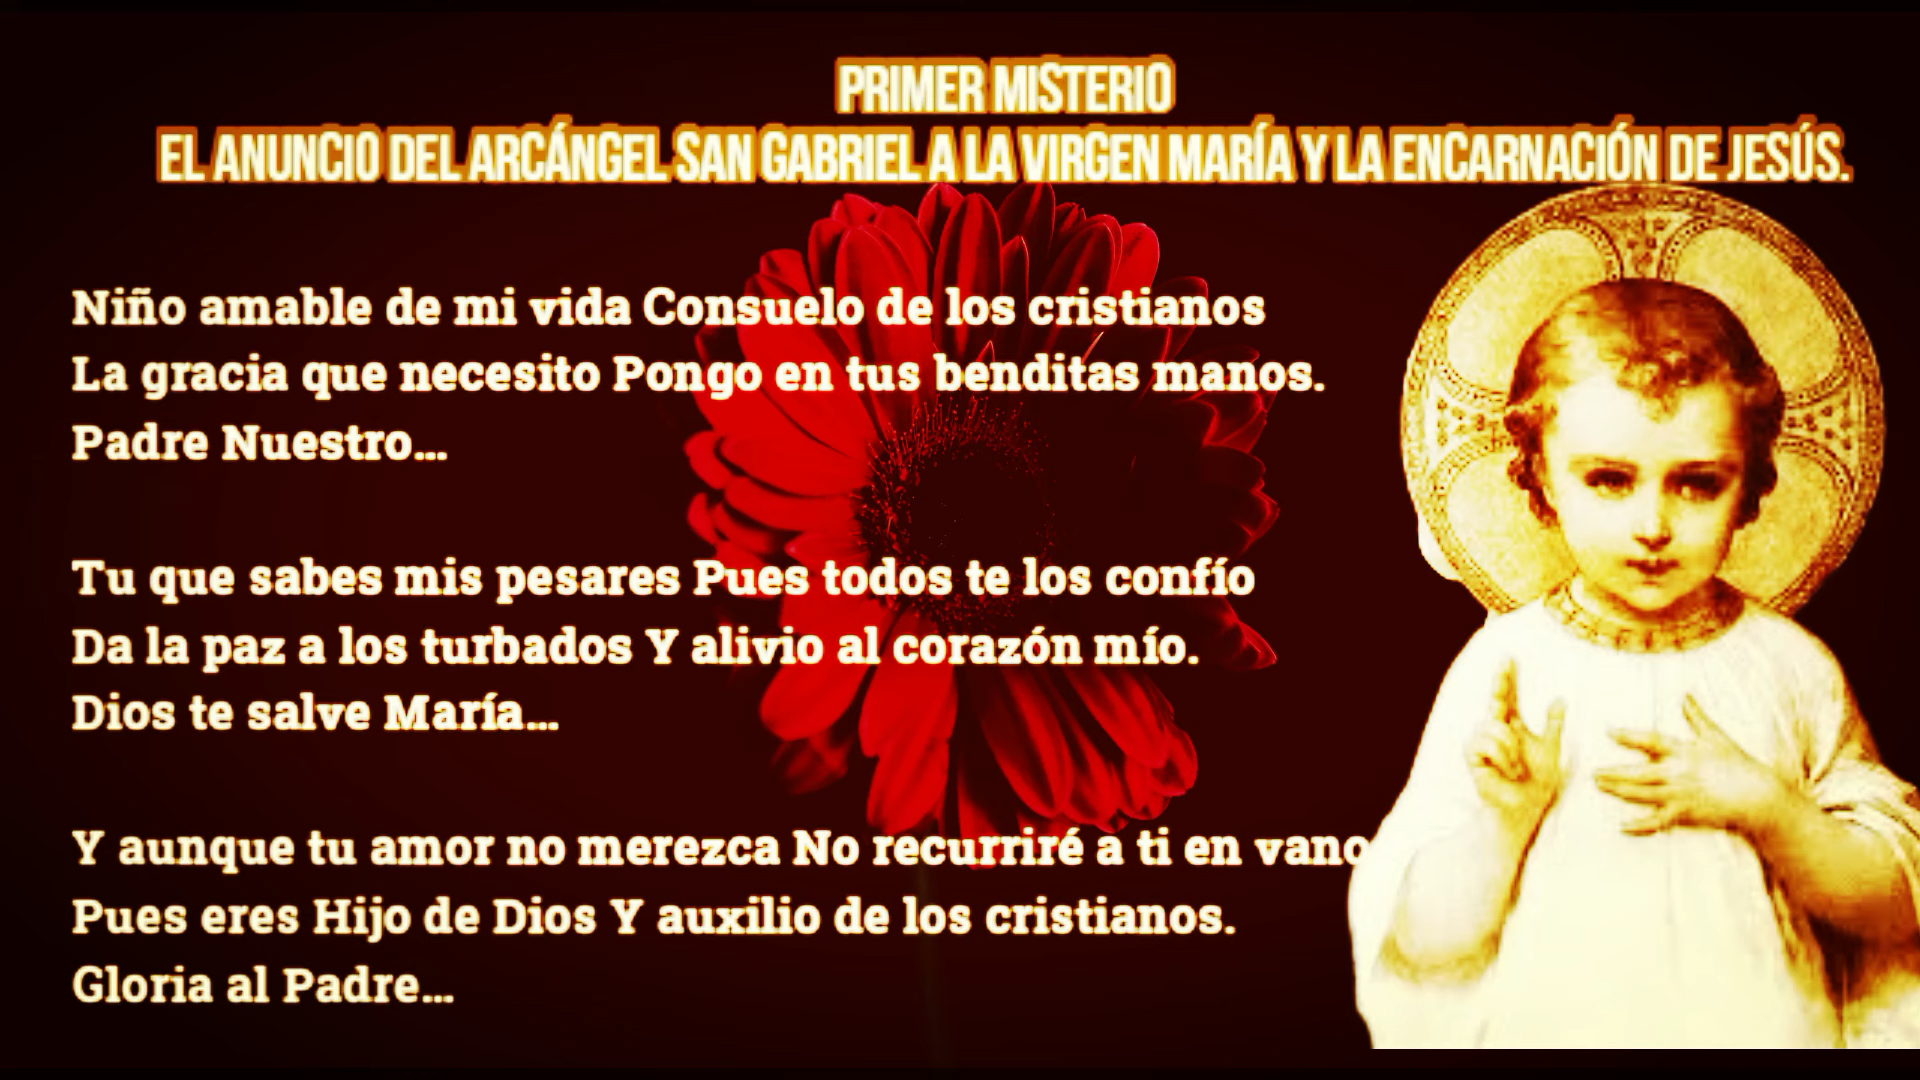 PRIMER MISTERIO
EL ANUNCIO DEL ARCÁNGEL SAN GABRIEL A LA VIRGEN MARÍA Y LA ENCARNACIÓN DE JESÚS.
Niño amable de mi vida Consuelo de los cristianos
La gracia que necesito Pongo en tus benditas manos.
Padre Nuestro...
Tu que sabes mis pesares Pues todos te los confío
Da la paz a los turbados Y alivio al corazón mío.
Dios te salve María...
Y aunque tu amor no merezca No recurriré a ti en vano
Pues eres Hijo de Dios Y auxilio de los cristianos.
Gloria al Padre...